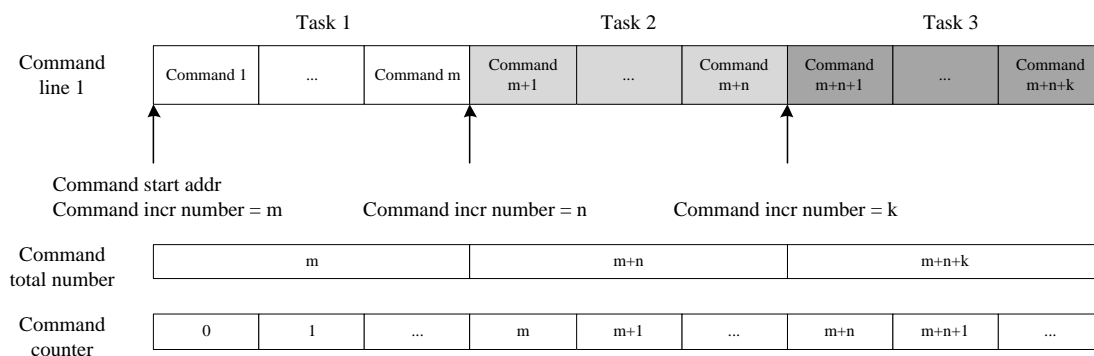 Task 1 Task 2 Task 3
Command line 1
Command 1 ... Command m Command m+1 ... Command m+n Command m+n+1 ... Command m+n+k
Command start addr
Command incr number = m Command incr number = n Command incr number = k
Command total number
m m+n m+n+k
Command counter
0 1 ... m m+1 ... m+n m+n+1 ...